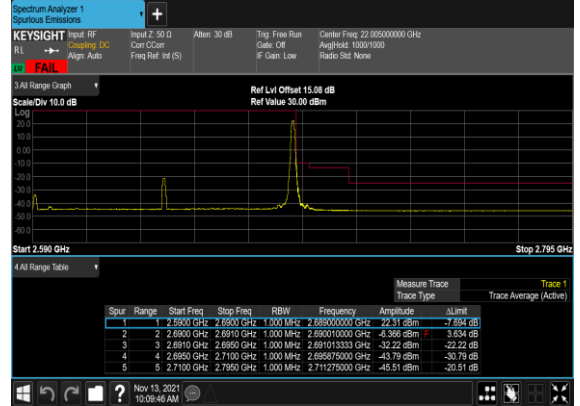 Spectrum Analyzer 1
Spurious Emissions
KEYSIGHT Input: RF
RL Coupling: DC
Align: Auto
Input Z: 50 Ω
Corr CCorr
Freq Ref: Int (S)
Atten: 30 dB
Trig: Free Run
Gate: Off
IF Gain: Low
Center Freq: 22.005000000 GHz
Avg|Hold: 1000/1000
Radio Std: None
FAIL
3 All Range Graph
Ref Lvl Offset 15.08 dB
Scale/Div 10.0 dB Ref Value 30.00 dBm
Log
20.0
10.0
0.00
-10.0
-20.0
-30.0
-40.0
-50.0
-60.0
Start 2.590 GHz Stop 2.795 GHz
4 All Range Table
Measure Trace Trace 1
Trace Type Trace Average (Active)
Spur Range Start Freq Stop Freq RBW Frequency Amplitude ΔLimit
1 1 2.5900 GHz 2.6900 GHz 1.000 MHz 2.689000000 GHz 22.31 dBm -7.694 dB
2 2 2.6900 GHz 2.6910 GHz 1.000 MHz 2.690010000 GHz -6.366 dBm F 3.634 dB
3 3 2.6910 GHz 2.6950 GHz 1.000 MHz 2.691013333 GHz -32.22 dBm -22.22 dB
4 4 2.6950 GHz 2.7100 GHz 1.000 MHz 2.695875000 GHz -43.79 dBm -30.79 dB
5 5 2.7100 GHz 2.7950 GHz 1.000 MHz 2.711275000 GHz -45.51 dBm -20.51 dB
Nov 13, 2021
10:09:46 AM